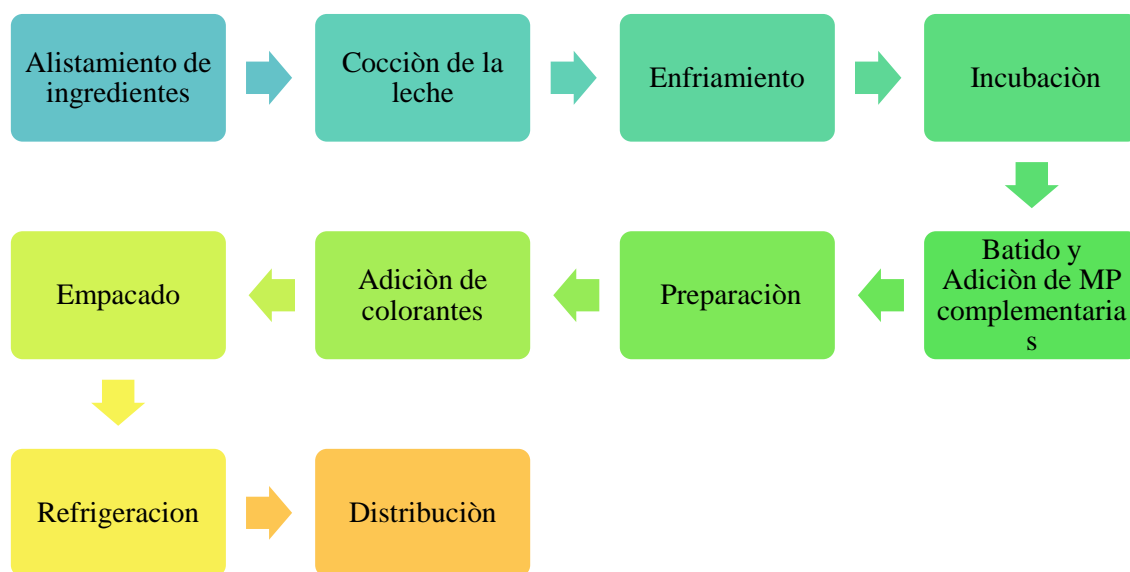 Alistamiento de
ingredientes
Cocciòn de la
leche
Enfriamiento
Incubaciòn
Batido y
Adiciòn de MP
complementaria
s
Preparaciòn
Adiciòn de
colorantes
Empacado
Refrigeracion
Distribuciòn